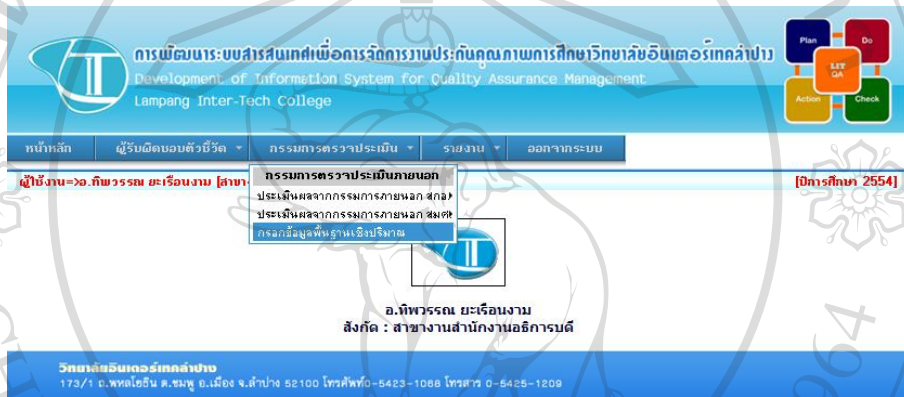 การพัฒนาระบบสารสนเทศเพื่อการจัดการงานประกันคุณภาพการศึกษาวิทยาลัยอินเตอร์เทคลำปาง
Development of Information System for Quality Assurance Management
Lampang Inter-Tech College
Plan Do
LIT
QA
Action Check
หน้าหลัก ผู้รับผิดชอบตัวชี้วัด กรรมการตรวจประเมิน รายงาน ออกจากระบบ
ผู้ใช้งาน=>อ.ทิพวรรณ ยะเรือนงาม [สาขา [ปีการศึกษา 2554]
กรรมการตรวจประเมินภายนอก
ประเมินผลจากกรรมการภายนอก สกอ
ประเมินผลจากกรรมการภายนอก สมศ
กรอกข้อมูลพื้นฐานเชิงปริมาณ
อ.ทิพวรรณ ยะเรือนงาม
สังกัด : สาขางานสำนักงานอธิการบดี
วิทยาลัยอินเตอร์เทคลำปาง
173/1 ถ.พหลโยธิน ต.ชมพู อ.เมือง จ.ลำปาง 52100 โทรศัพท์0-5423-1068 โทรสาร 0-5425-1209